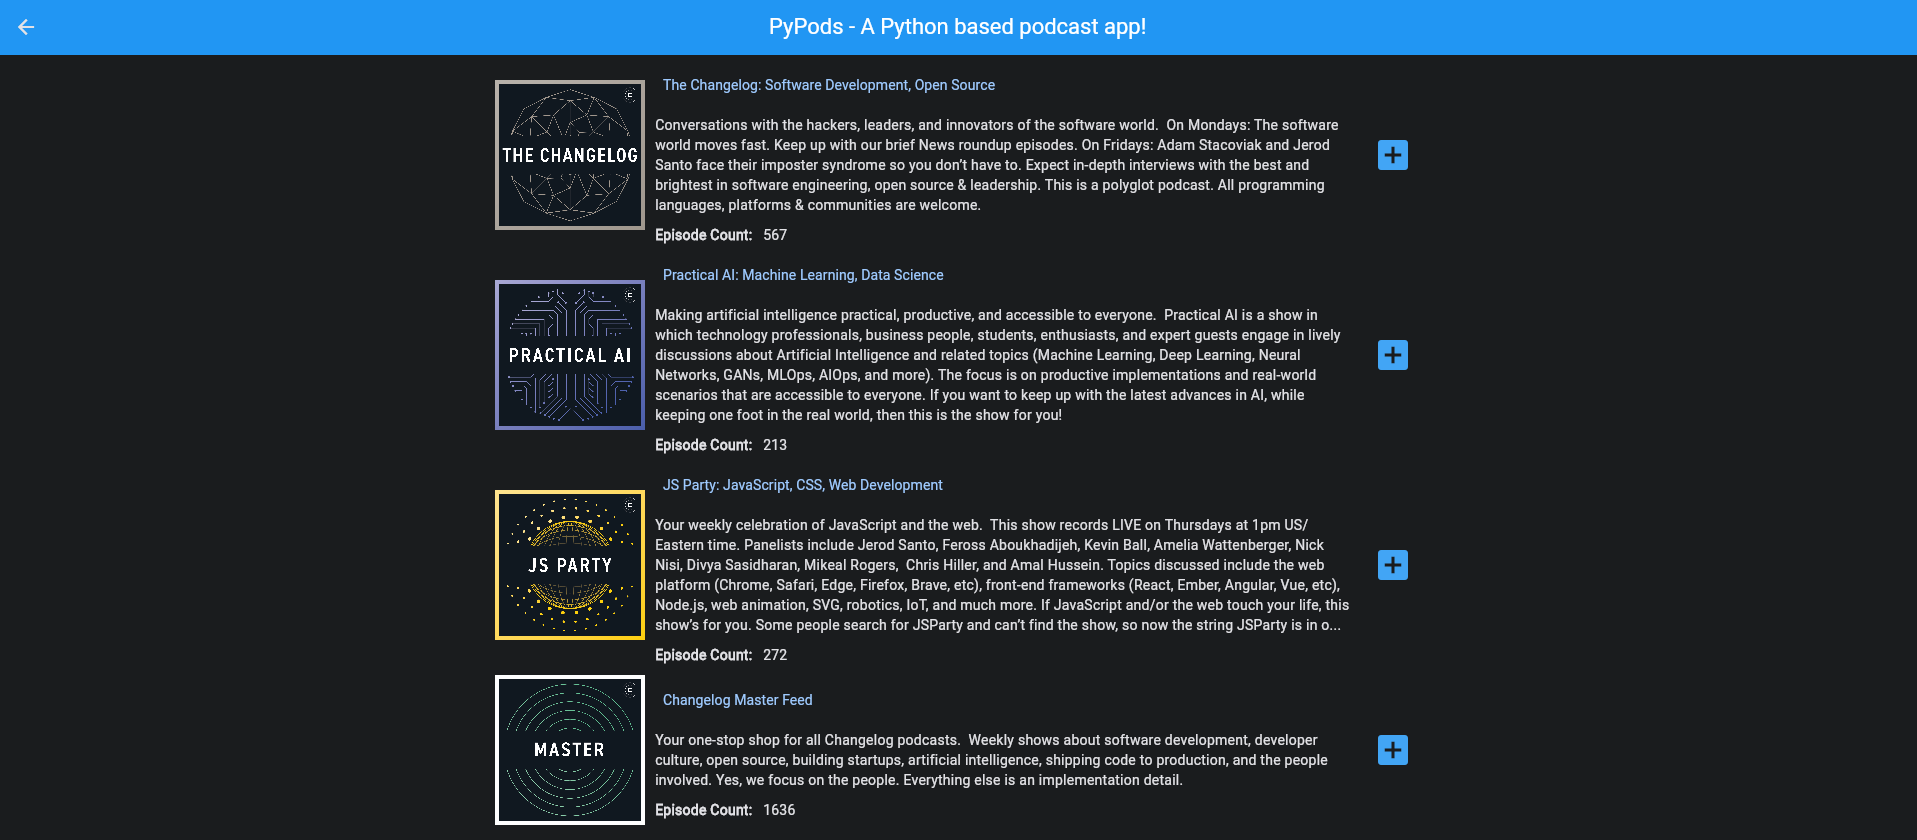 PyPods - A Python based podcast app!
THE CHANGELOG
The Changelog: Software Development, Open Source
Conversations with the hackers, leaders, and innovators of the software world.  On Mondays: The software
world moves fast. Keep up with our brief News roundup episodes. On Fridays: Adam Stacoviak and Jerod
Santo face their imposter syndrome so you don’t have to. Expect in-depth interviews with the best and
brightest in software engineering, open source & leadership. This is a polyglot podcast. All programming
languages, platforms & communities are welcome.
Episode Count: 567
PRACTICAL AI
Practical AI: Machine Learning, Data Science
Making artificial intelligence practical, productive, and accessible to everyone.  Practical AI is a show in
which technology professionals, business people, students, enthusiasts, and expert guests engage in lively
discussions about Artificial Intelligence and related topics (Machine Learning, Deep Learning, Neural
Networks, GANs, MLOps, AIOps, and more). The focus is on productive implementations and real-world
scenarios that are accessible to everyone. If you want to keep up with the latest advances in AI, while
keeping one foot in the real world, then this is the show for you!
Episode Count: 213
JS PARTY
JS Party: JavaScript, CSS, Web Development
Your weekly celebration of JavaScript and the web.  This show records LIVE on Thursdays at 1pm US/
Eastern time. Panelists include Jerod Santo, Feross Aboukhadijeh, Kevin Ball, Amelia Wattenberger, Nick
Nisi, Divya Sasidharan, Mikeal Rogers,  Chris Hiller, and Amal Hussein. Topics discussed include the web
platform (Chrome, Safari, Edge, Firefox, Brave, etc), front-end frameworks (React, Ember, Angular, Vue, etc),
Node.js, web animation, SVG, robotics, IoT, and much more. If JavaScript and/or the web touch your life, this
show’s for you. Some people search for JSParty and can’t find the show, so now the string JSParty is in o...
Episode Count: 272
MASTER
Changelog Master Feed
Your one-stop shop for all Changelog podcasts.  Weekly shows about software development, developer
culture, open source, building startups, artificial intelligence, shipping code to production, and the people
involved. Yes, we focus on the people. Everything else is an implementation detail.
Episode Count: 1636